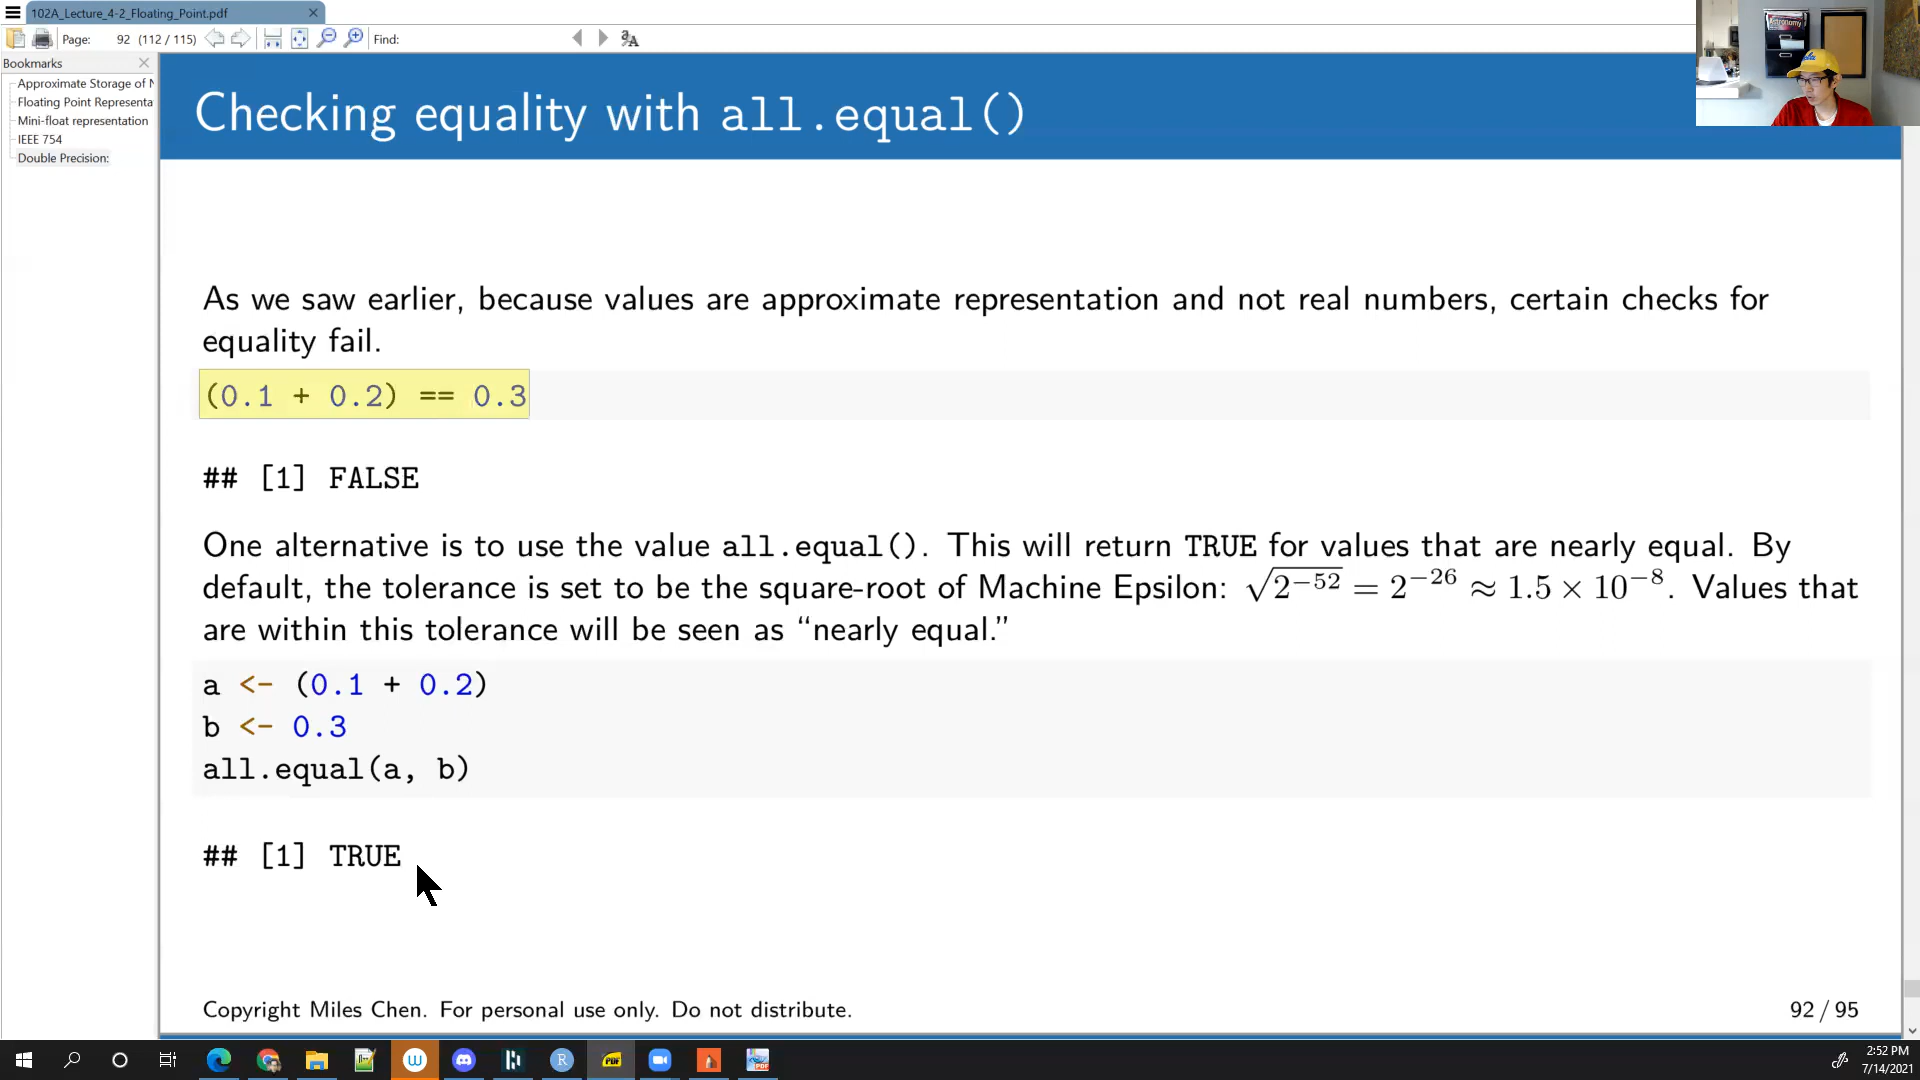 102A_Lecture_4-2_Floating_Point.pdf
Page: 92 (112 / 115) Find:
Bookmarks
Approximate Storage of N
Floating Point Representa
Mini-float representation
IEEE 754
Double Precision:
Checking equality with all.equal()
As we saw earlier, because values are approximate representation and not real numbers, certain checks for
equality fail.
(0.1 + 0.2) == 0.3
## [1] FALSE
One alternative is to use the value all.equal(). This will return TRUE for values that are nearly equal. By
default, the tolerance is set to be the square-root of Machine Epsilon: √2⁻⁵² = 2⁻²⁶ ≈ 1.5 × 10⁻⁸. Values that
are within this tolerance will be seen as “nearly equal.”
a <- (0.1 + 0.2)
b <- 0.3
all.equal(a, b)
## [1] TRUE
Copyright Miles Chen. For personal use only. Do not distribute.
92 / 95
2:52 PM
7/14/2021